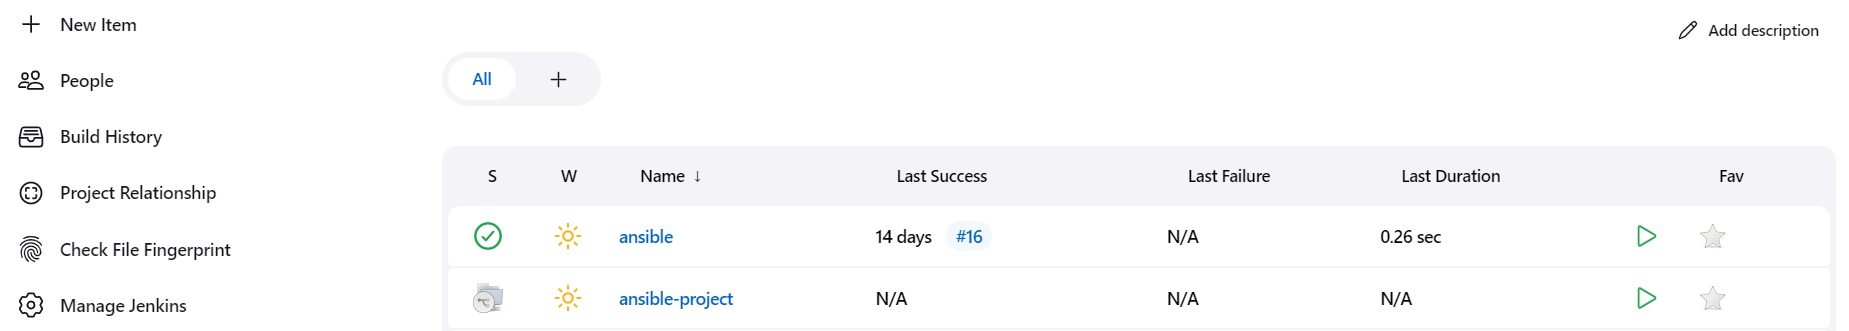 New Item
People
Build History
Project Relationship
Check File Fingerprint
Manage Jenkins
Add description
All
S W Name ↓ Last Success Last Failure Last Duration Fav
ansible 14 days #16 N/A 0.26 sec
ansible-project N/A N/A N/A